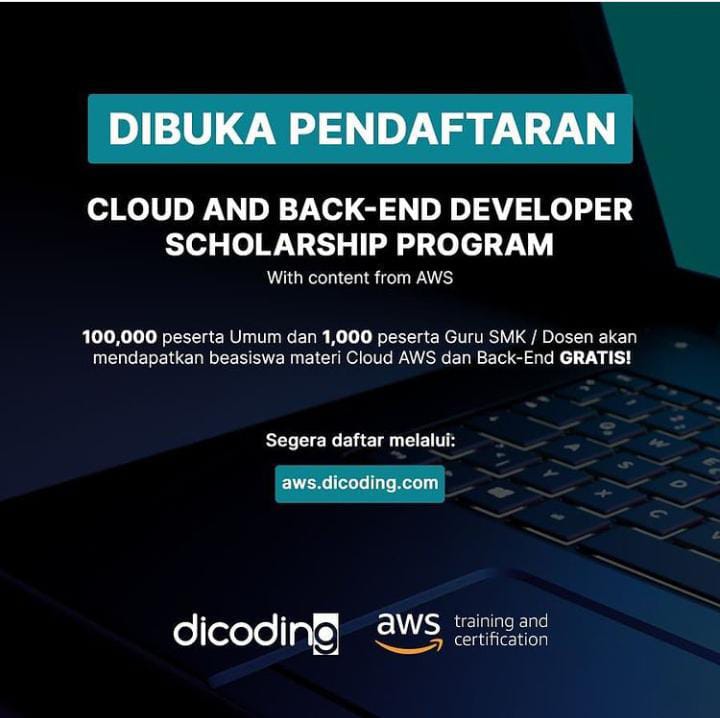 DIBUKA PENDAFTARAN
CLOUD AND BACK-END DEVELOPER
SCHOLARSHIP PROGRAM
With content from AWS
100,000 peserta Umum dan 1,000 peserta Guru SMK / Dosen akan
mendapatkan beasiswa materi Cloud AWS dan Back-End GRATIS!
Segera daftar melalui:
aws.dicoding.com
dicoding
aws training and
certification